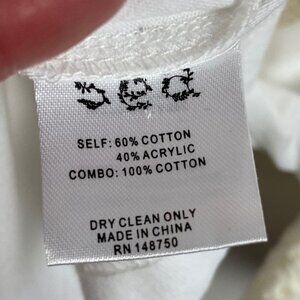 SELF: 60% COTTON
40% ACRYLIC
COMBO: 100% COTTON
DRY CLEAN ONLY
MADE IN CHINA
RN 148750